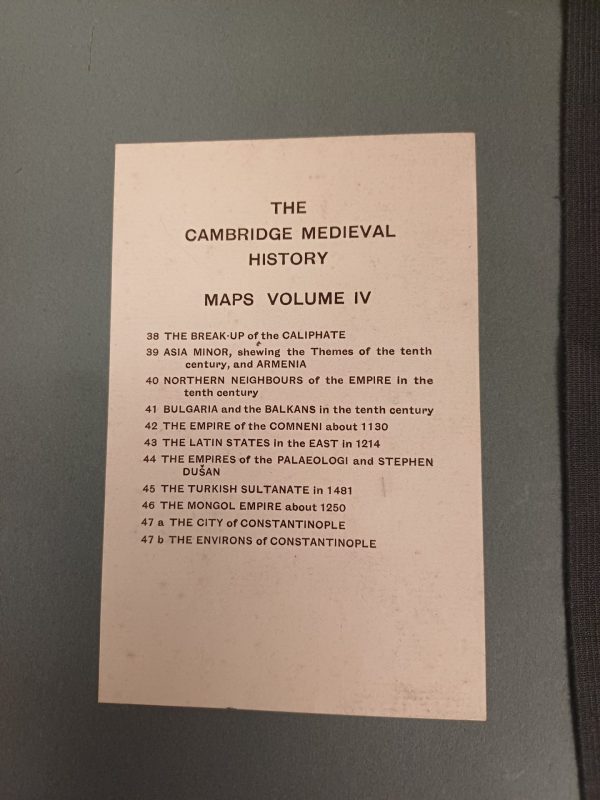 THE
CAMBRIDGE MEDIEVAL
HISTORY
MAPS VOLUME IV
38 THE BREAK-UP of the CALIPHATE
39 ASIA MINOR, shewing the Themes of the tenth
century, and ARMENIA
40 NORTHERN NEIGHBOURS of the EMPIRE in the
tenth century
41 BULGARIA and the BALKANS in the tenth century
42 THE EMPIRE of the COMNENI about 1130
43 THE LATIN STATES in the EAST in 1214
44 THE EMPIRES of the PALAEOLOGI and STEPHEN
DUŠAN
45 THE TURKISH SULTANATE in 1481
46 THE MONGOL EMPIRE about 1250
47 a THE CITY of CONSTANTINOPLE
47 b THE ENVIRONS of CONSTANTINOPLE